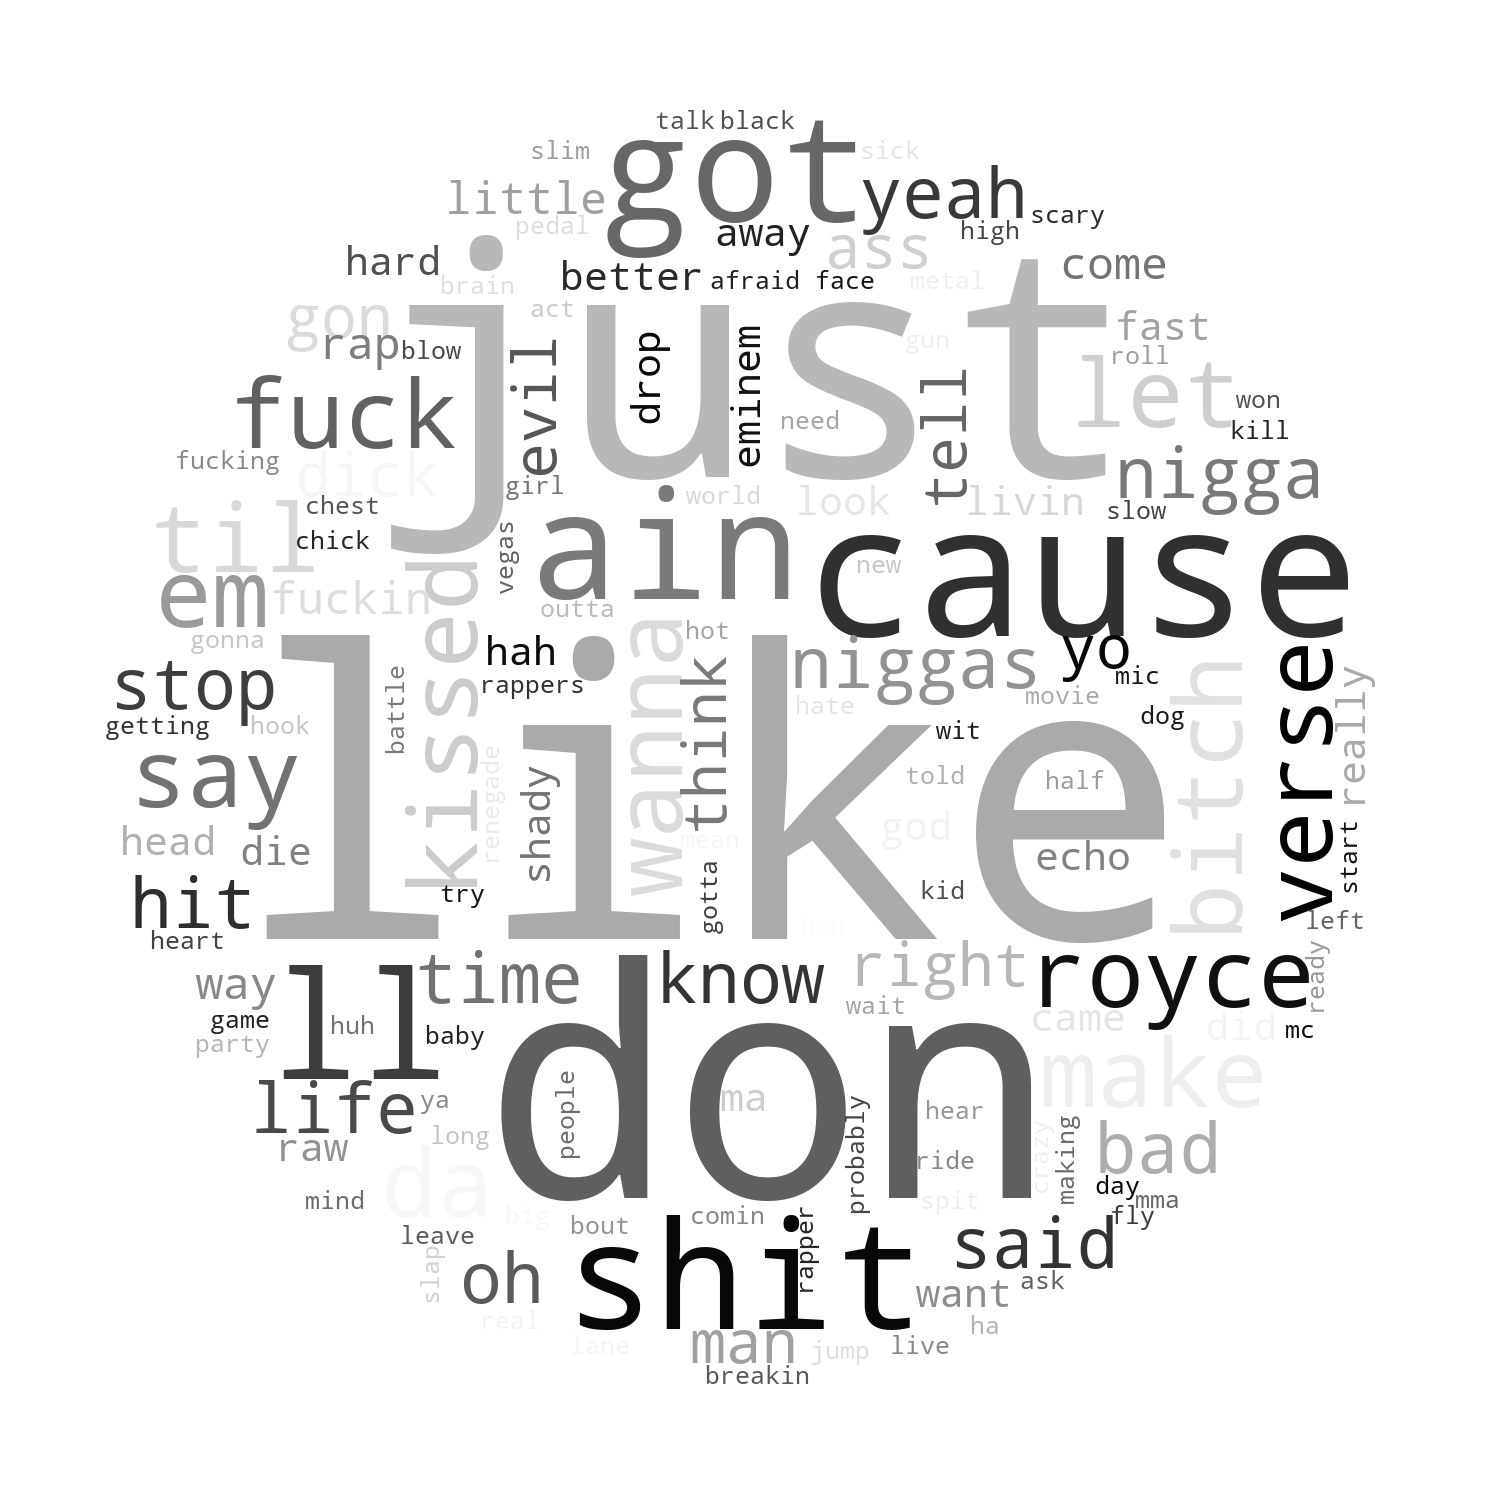 talk black
slim
got
sick
little
yeah
scary
pedal
away
ass
high
hard
better
afraid
face
come
brain
metal
just
act
gon
rap
blow
evil
drop
eminem
gun
fast
roll
fuck
tell
let
need
won
kill
fucking
dick
girl
world
look
livin
nigga
chest
slow
til
chick
ain
cause
vegas
new
em
fuckin
kissed
outta
gonna
hah
wanna
hot
niggas
yo
verse
stop
rappers
think
mic
really
battle
hate
movie
getting
hook
like
wit
dog
bitch
say
renegade
shady
told
half
head
die
mean
god
echo
start
hit
try
gotta
kid
heart
hop
left
way
ll
time
know
right
royce
ready
game
huh
baby
wait
came
did
mc
party
don
make
life
ya
people
ma
probably
hear
raw
long
crazy
making
bad
da
ride
mind
spit
day
mma
big
bout
comin
fly
leave
slap
oh
shit
rapper
said
want
ask
real
lane
man
jump
live
ha
breakin